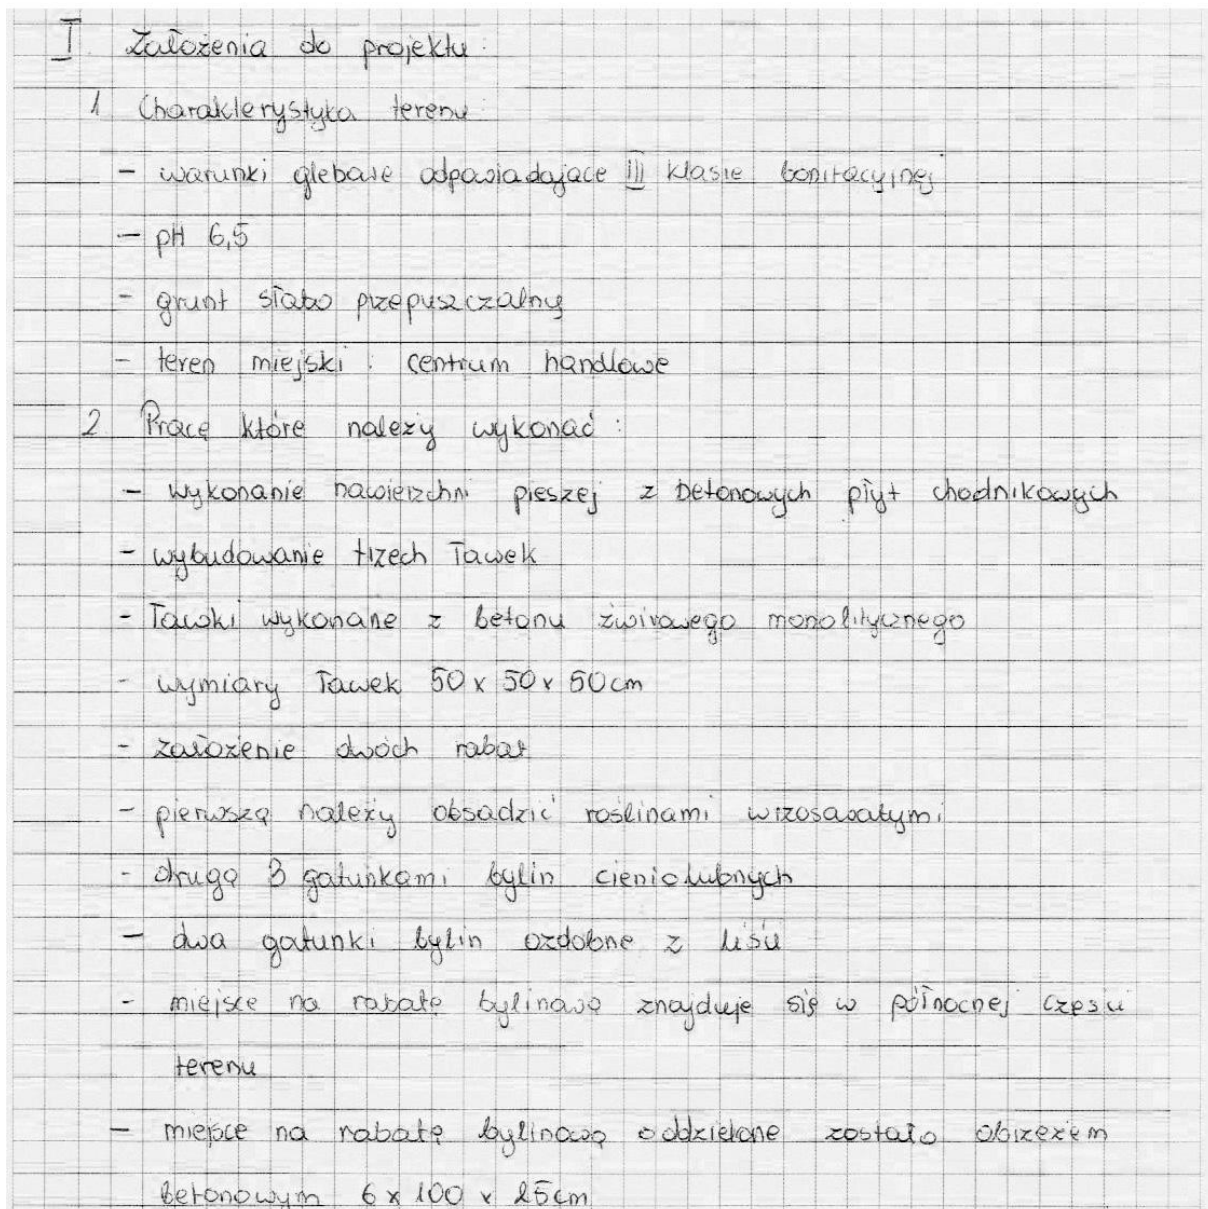 I Założenia do projektu:
1 Charakterystyka terenu:
- warunki glebowe odpowiadające III klasie bonitacyjnej
- pH 6,5
- grunt słabo przepuszczalny
- teren miejski : centrum handlowe
2 Pracę które należy wykonać :
- wykonanie nawierzchni pieszej z betonowych płyt chodnikowych
- wybudowanie trzech ławek
- Ławki wykonane z betonu żwirowego monolitycznego
- wymiary ławek 50 x 50 x 50cm
- założenie dwóch rabat
- pierwszą należy obsadzić roślinami wrzosowatymi
- drugą 3 gatunkami bylin cieniolubnych
- dwa gatunki bylin ozdobne z liści
- miejsce na rabatę bylinową znajduje się w północnej części
terenu
- miejsce na rabatę bylinową oddzielone zostało obrzeżem
betonowym 6 x 100 x 25cm